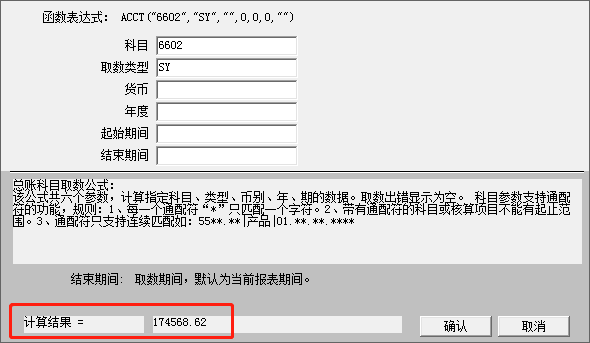 函数表达式: ACCT("6602","SY","",0,0,0,"")
科目 6602
取数类型 SY
货币
年度
起始期间
结束期间
总账科目取数公式:
该公式共六个参数，计算指定科目、类型、币别、年、期的数据。取数出错显示为空。 科目参数支持通配
符的功能，规则: 1、每一个通配符“*”只匹配一个字符。2、带有通配符的科目或核算项目不能有起止范
围。3、通配符只支持连续匹配如: 55**.**|产品|01.**.**.****
结束期间: 取数期间，默认为当前报表期间。
计算结果 = 174568.62 确认 取消